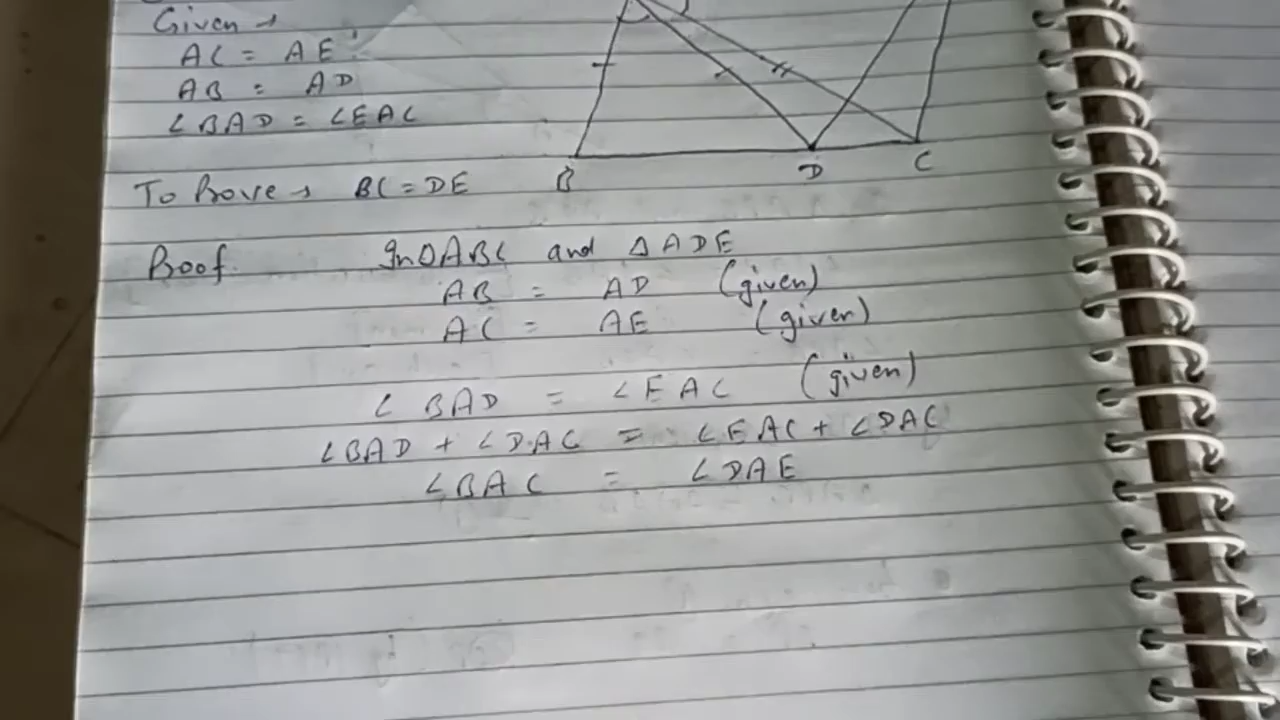 Given →
AC = AE
AB = AD
∠BAD = ∠EAC
B D C
To Prove → BC = DE
Proof. In ΔABC and ΔADE
AB = AD (given)
AC = AE (given)
∠BAD = ∠EAC (given)
∠BAD + ∠DAC = ∠EAC + ∠DAC
∠BAC = ∠DAE